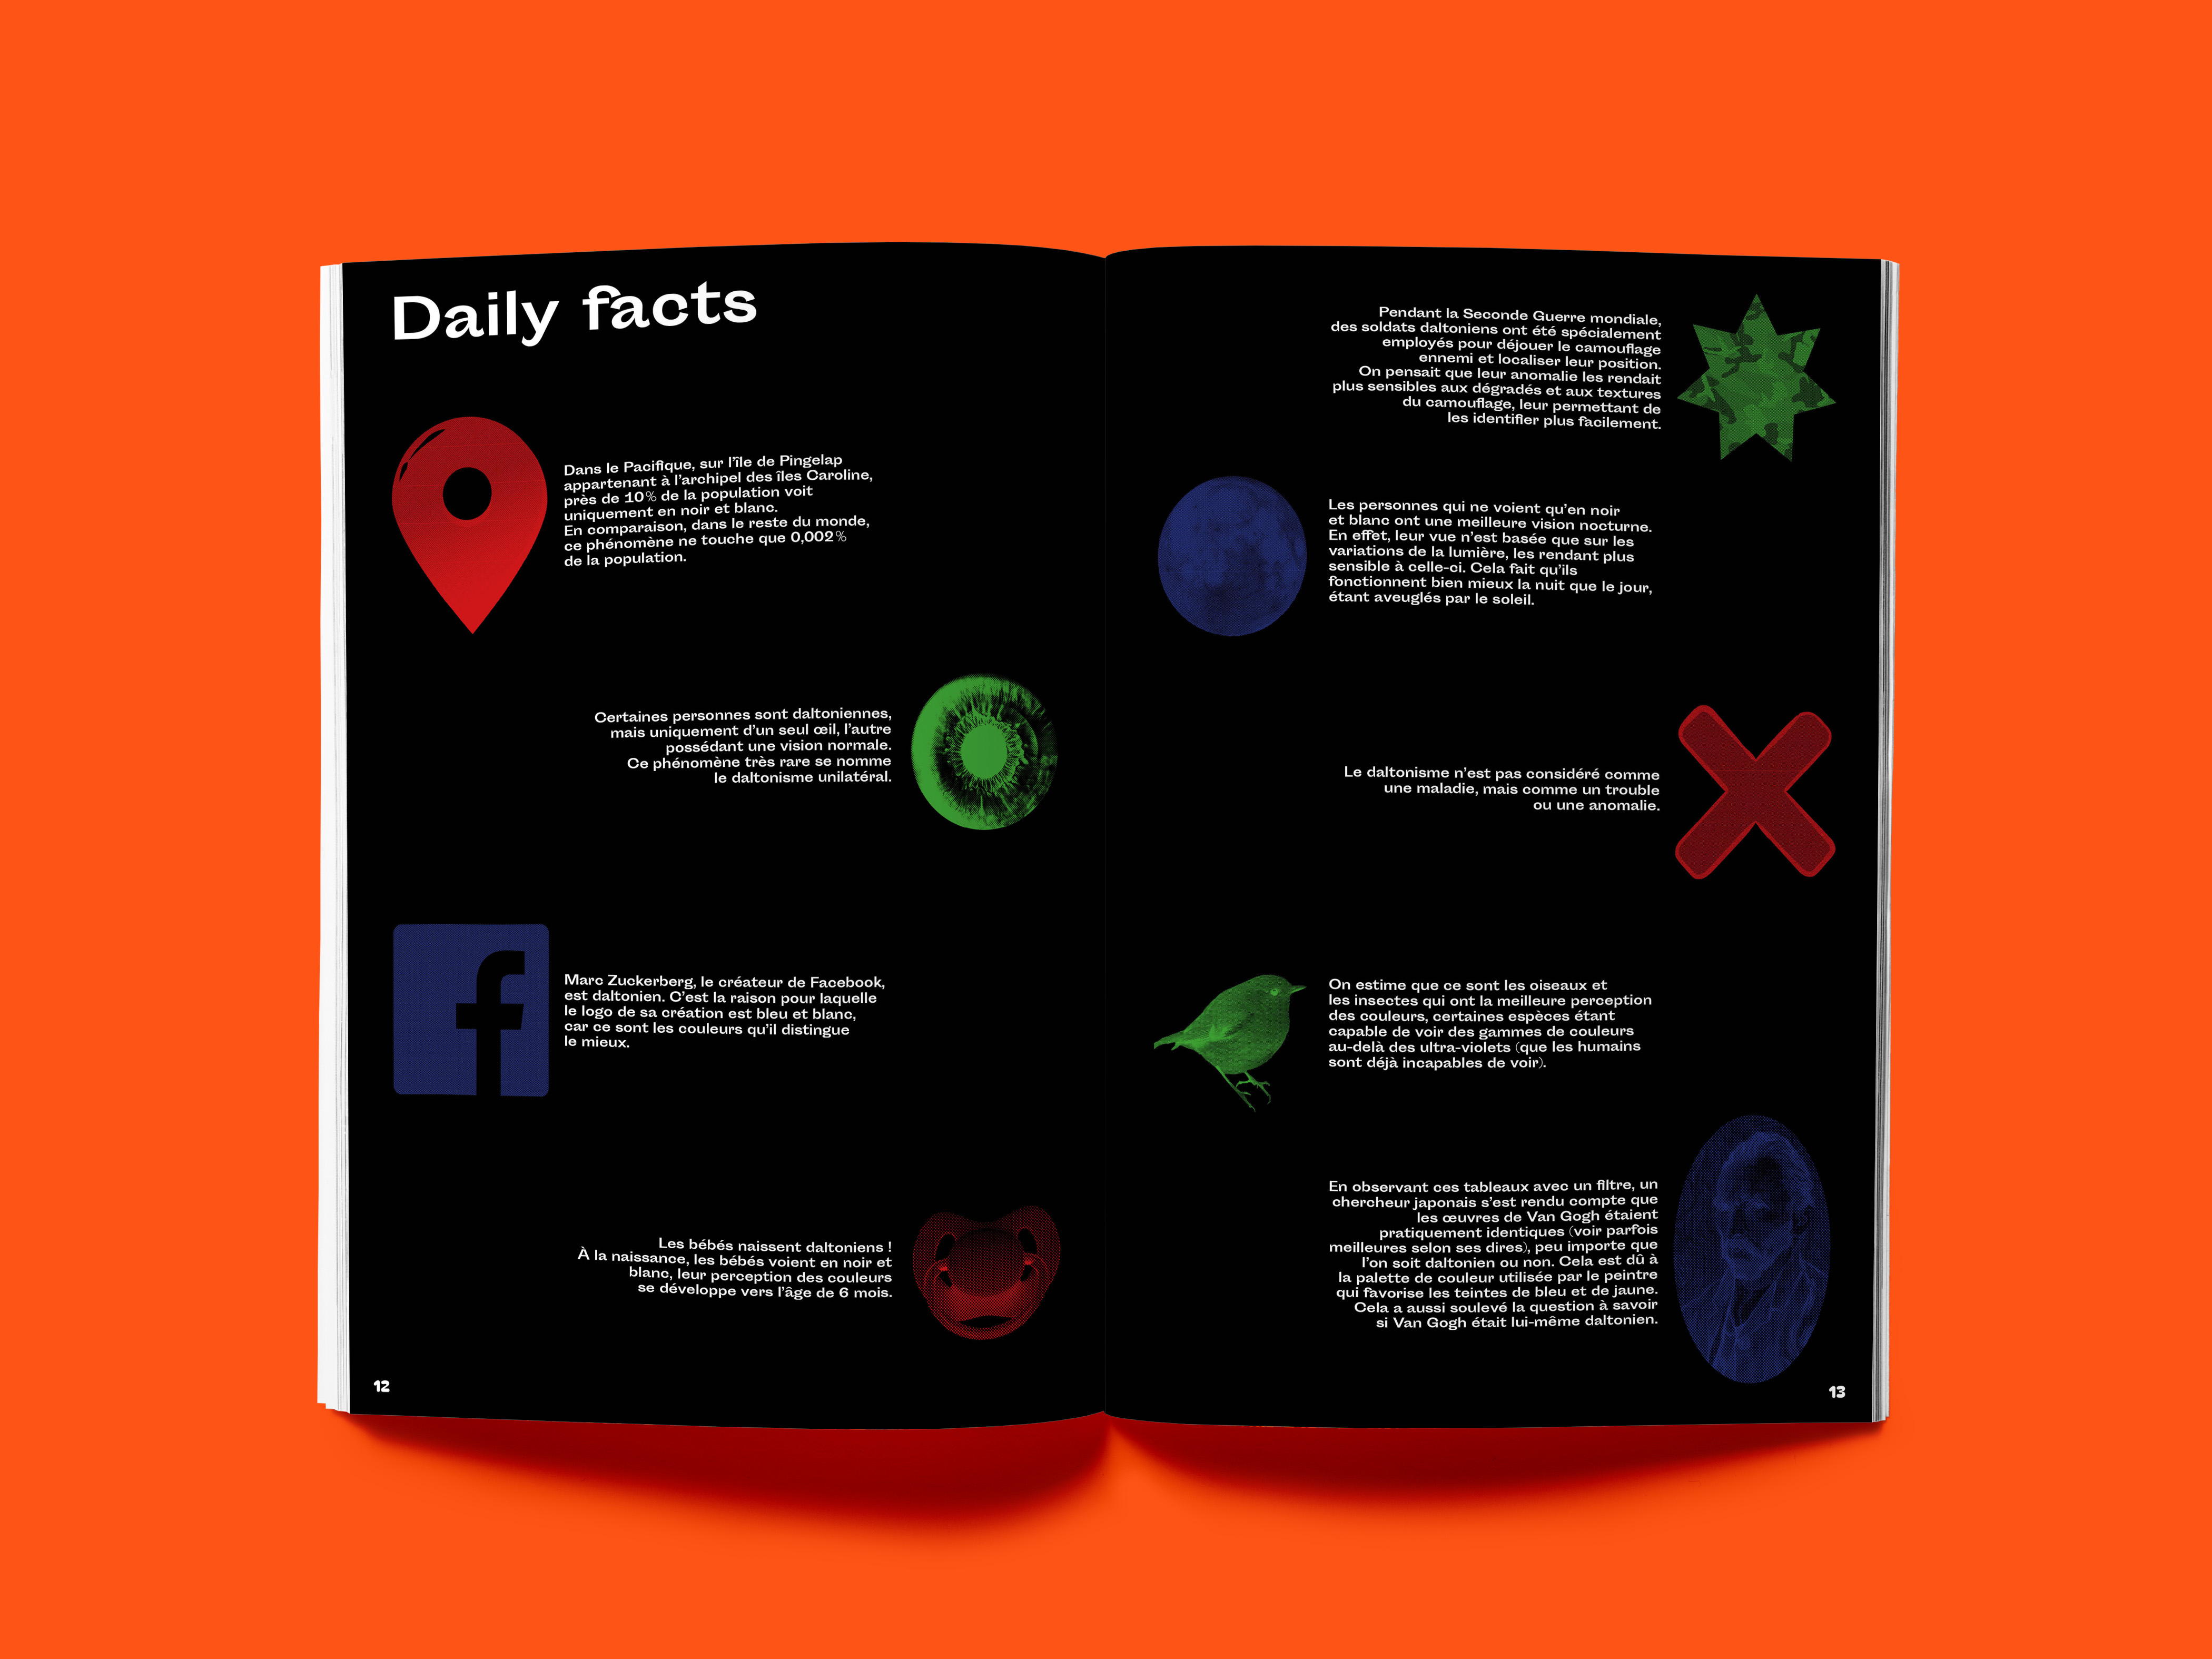 Daily facts
Dans le Pacifique, sur l'île de Pingelap
appartenant à l'archipel des îles Caroline,
près de 10% de la population voit
uniquement en noir et blanc.
En comparaison, dans le reste du monde,
ce phénomène ne touche que 0,002%
de la population.
Certaines personnes sont daltoniennes,
mais uniquement d'un seul œil, l'autre
possédant une vision normale.
Ce phénomène très rare se nomme
le daltonisme unilatéral.
f
Marc Zuckerberg, le créateur de Facebook,
est daltonien. C'est la raison pour laquelle
le logo de sa création est bleu et blanc,
car ce sont les couleurs qu'il distingue
le mieux.
Les bébés naissent daltoniens !
À la naissance, les bébés voient en noir et
blanc, leur perception des couleurs
se développe vers l'âge de 6 mois.
12
Pendant la Seconde Guerre mondiale,
des soldats daltoniens ont été spécialement
employés pour déjouer le camouflage
ennemi et localiser leur position.
On pensait que leur anomalie les rendait
plus sensibles aux dégradés et aux textures
du camouflage, leur permettant de
les identifier plus facilement.
Les personnes qui ne voient qu'en noir
et blanc ont une meilleure vision nocturne.
En effet, leur vue n'est basée que sur les
variations de la lumière, les rendant plus
sensible à celle-ci. Cela fait qu'ils
fonctionnent bien mieux la nuit que le jour,
étant aveuglés par le soleil.
Le daltonisme n'est pas considéré comme
une maladie, mais comme un trouble
ou une anomalie.
On estime que ce sont les oiseaux et
les insectes qui ont la meilleure perception
des couleurs, certaines espèces étant
capable de voir des gammes de couleurs
au-delà des ultra-violets (que les humains
sont déjà incapables de voir).
En observant ces tableaux avec un filtre, un
chercheur japonais s'est rendu compte que
les œuvres de Van Gogh étaient
pratiquement identiques (voir parfois
meilleures selon ses dires), peu importe que
l'on soit daltonien ou non. Cela est dû à
la palette de couleur utilisée par le peintre
qui favorise les teintes de bleu et de jaune.
Cela a aussi soulevé la question à savoir
si Van Gogh était lui-même daltonien.
13